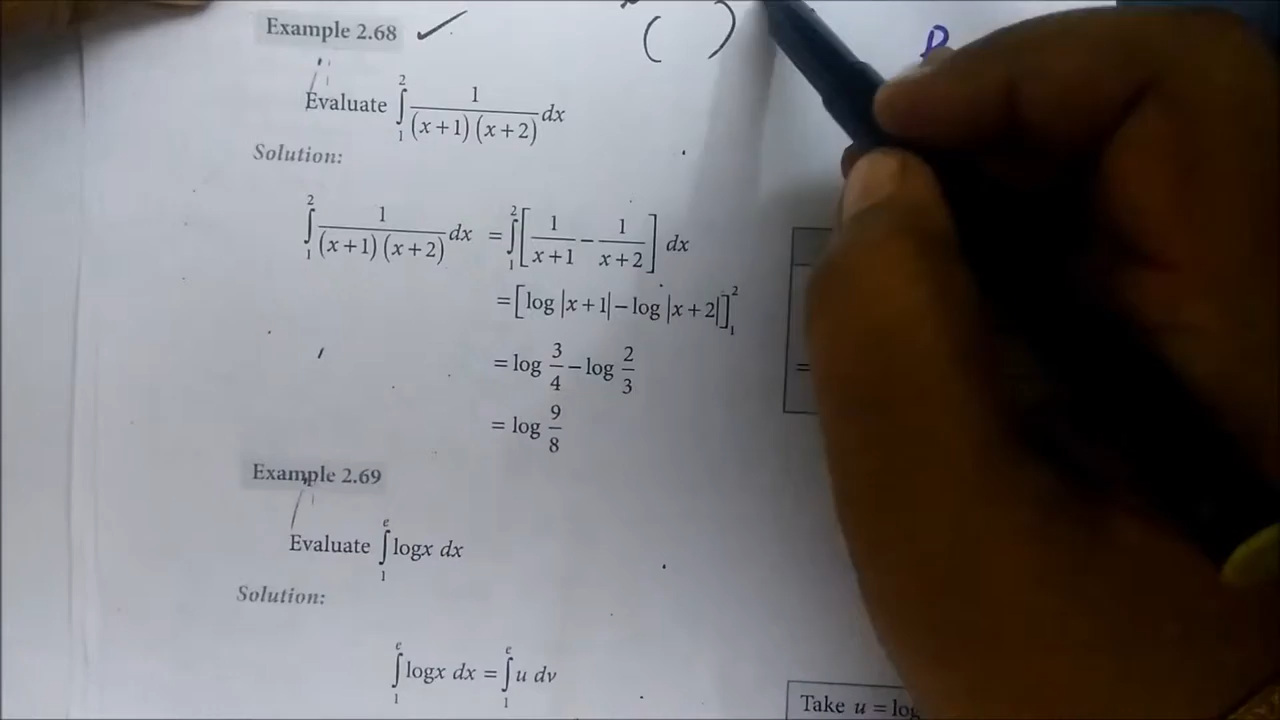 Example 2.68 ✓ ( ) B
Evaluate ∫₁² 1/((x+1)(x+2)) dx
Solution:
∫₁² 1/((x+1)(x+2)) dx = ∫₁² [1/(x+1) − 1/(x+2)] dx
= [log |x+1| − log |x+2|]₁²
= log 3/4 − log 2/3
=
= log 9/8
Example 2.69
Evaluate ∫₁ᵉ logx dx
Solution:
∫₁ᵉ logx dx = ∫₁ᵉ u dv
Take u = log